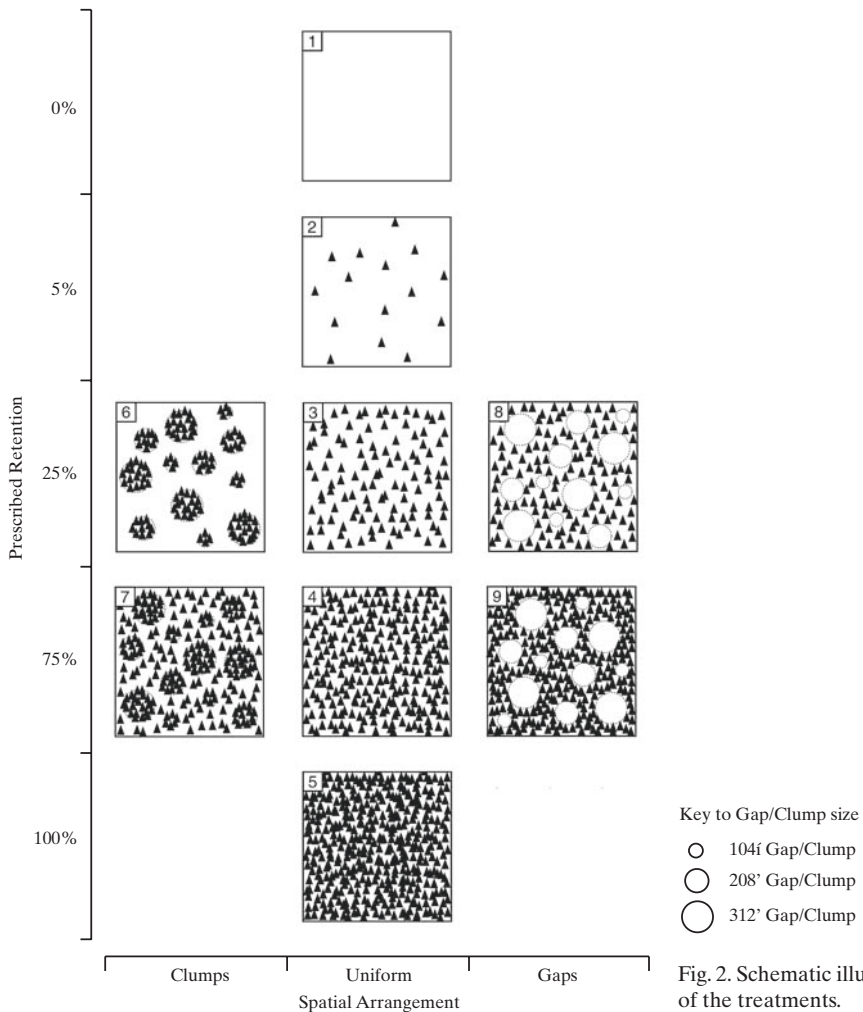 1
0%
2
5%
6
3
8
25%
7
4
9
75%
5
100%
Prescribed Retention
Clumps
Uniform
Gaps
Spatial Arrangement
Key to Gap/Clump size
104í Gap/Clump
208' Gap/Clump
312' Gap/Clump
Fig. 2. Schematic illu
of the treatments.